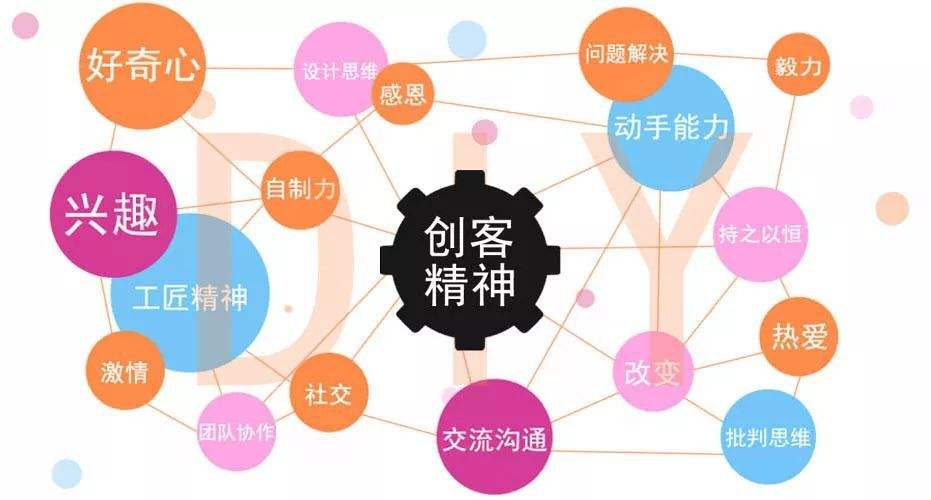 好奇心
设计思维
感恩
问题解决
毅力
动手能力
兴趣
自制力
DIY
创客
精神
持之以恒
工匠精神
热爱
激情
社交
改变
团队协作
交流沟通
批判思维